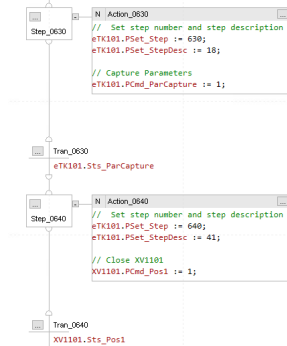 ...
N Action_0630 ...
Step_0630
// Set step number and step description
eTK101.PSet_Step := 630;
eTK101.PSet_StepDesc := 18;
// Capture Parameters
eTK101.PCmd_ParCapture := 1;
... Tran_0630
eTK101.Sts_ParCapture
...
N Action_0640 ...
Step_0640
// Set step number and step description
eTK101.PSet_Step := 640;
eTK101.PSet_StepDesc := 41;
// Close XV1101
XV1101.PCmd_Pos1 := 1;
... Tran_0640
XV1101.Sts_Pos1